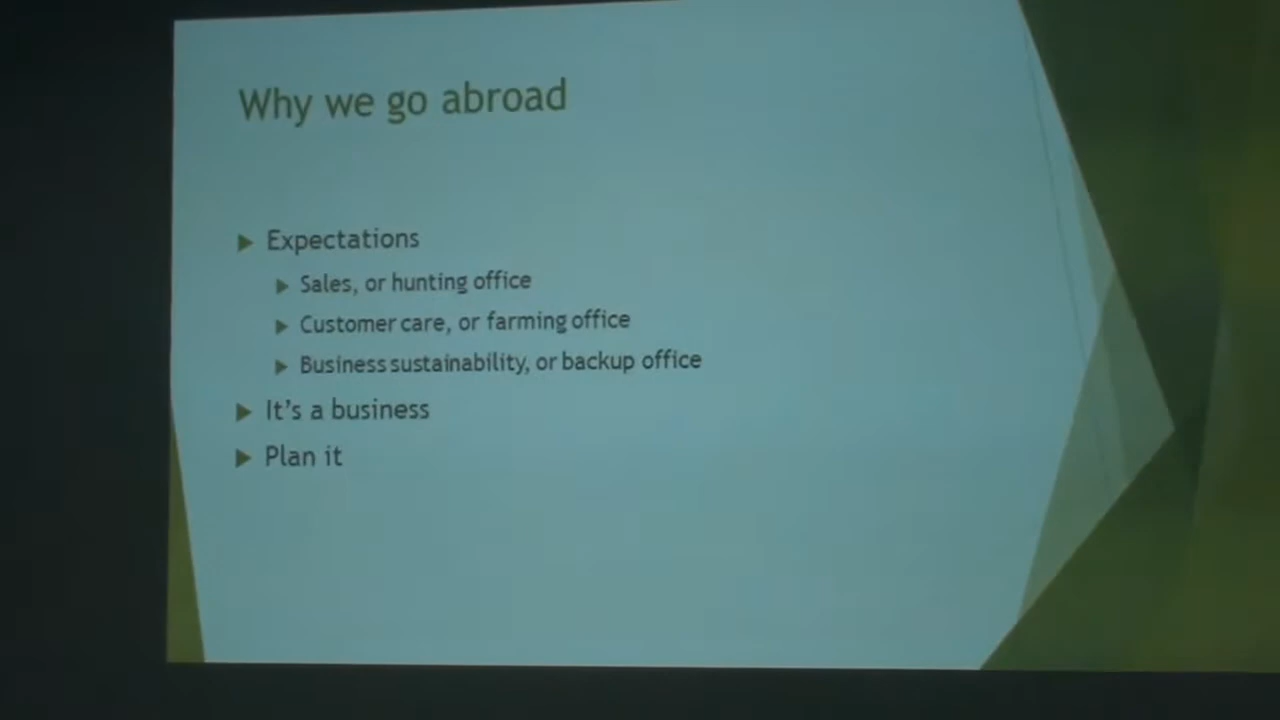 Why we go abroad
Expectations
Sales, or hunting office
Customer care, or farming office
Business sustainability, or backup office
It's a business
Plan it